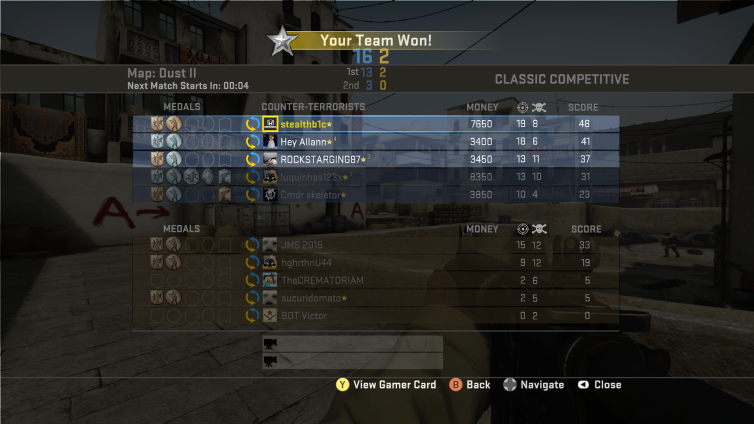 Your Team Won!
16 2
Map: Dust II
1st 13 2
Next Match Starts In: 00:04
2nd 3 0
CLASSIC COMPETITIVE
MEDALS COUNTER-TERRORISTS MONEY SCORE
stealthb1c★ 7650 19 8 48
Hey Allann★ 3400 18 6 41
ROCKSTARGING87★ 3450 13 11 37
luquinhas123x★ 8350 13 10 31
Cmdr skeletor★ 3850 10 4 23
A
A
MEDALS MONEY SCORE
JMS 2015 15 12 33
hghrthnU44 9 12 19
TheCREMATORIAM 2 6 5
sucuridomato★ 2 5 5
BOT Victor 0 2 0
Y View Gamer Card B Back Navigate Close